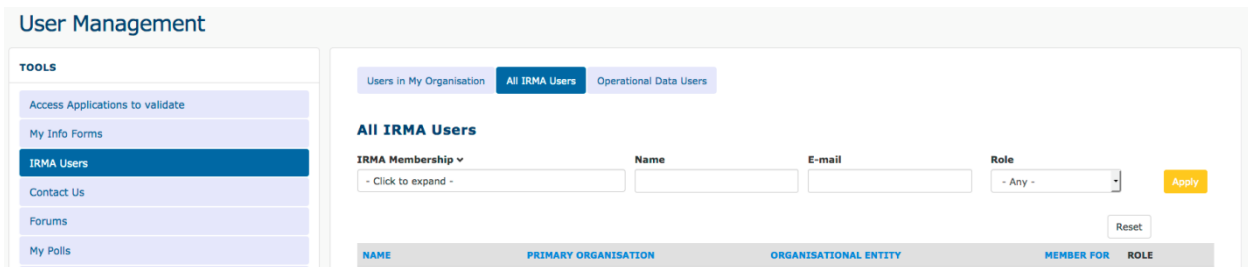 User Management
TOOLS
Access Applications to validate
My Info Forms
IRMA Users
Contact Us
Forums
My Polls
Users in My Organisation All IRMA Users Operational Data Users
All IRMA Users
IRMA Membership Name E-mail Role
- Click to expand - - Any - Apply
Reset
NAME PRIMARY ORGANISATION ORGANISATIONAL ENTITY MEMBER FOR ROLE